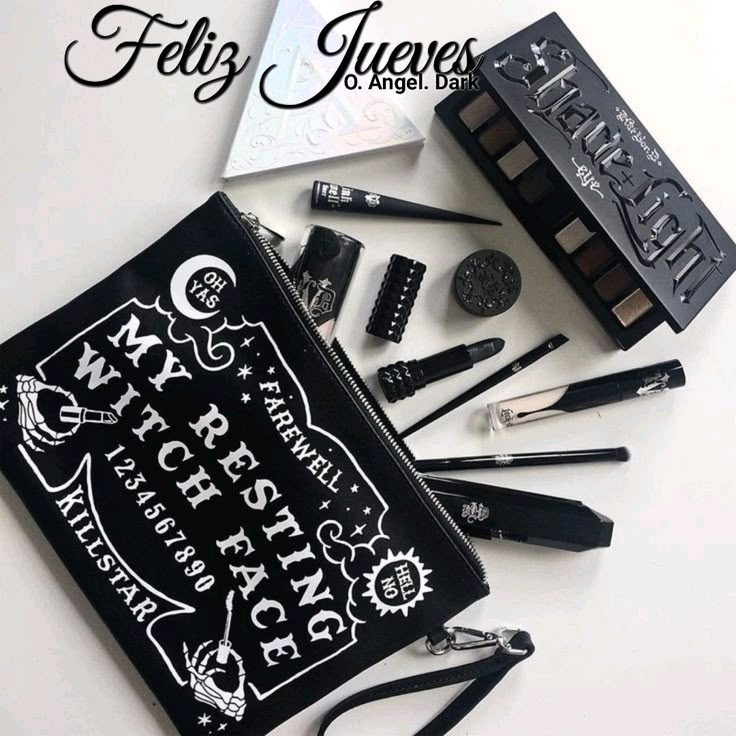 Feliz Jueves
O. Angel. Dark
Shade + Light
OH
YAS
MY RESTING
WITCH FACE
FAREWELL
1234567890
KILLSTAR
HELL
NO